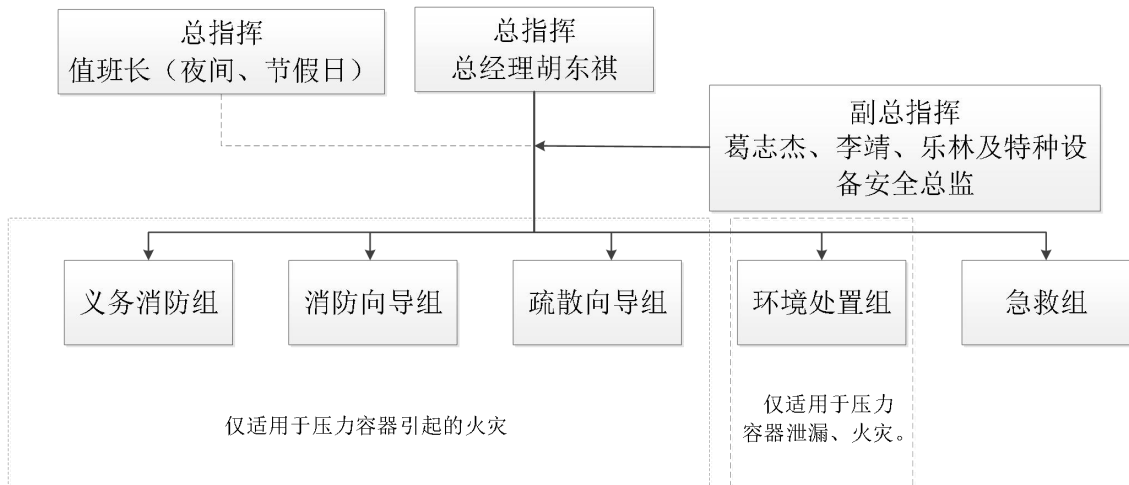 总指挥
值班长（夜间、节假日）
总指挥
总经理胡东祺
副总指挥
葛志杰、李靖、乐林及特种设
备安全总监
义务消防组
消防向导组
疏散向导组
环境处置组
急救组
仅适用于压力容器引起的火灾
仅适用于压力
容器泄漏、火灾。